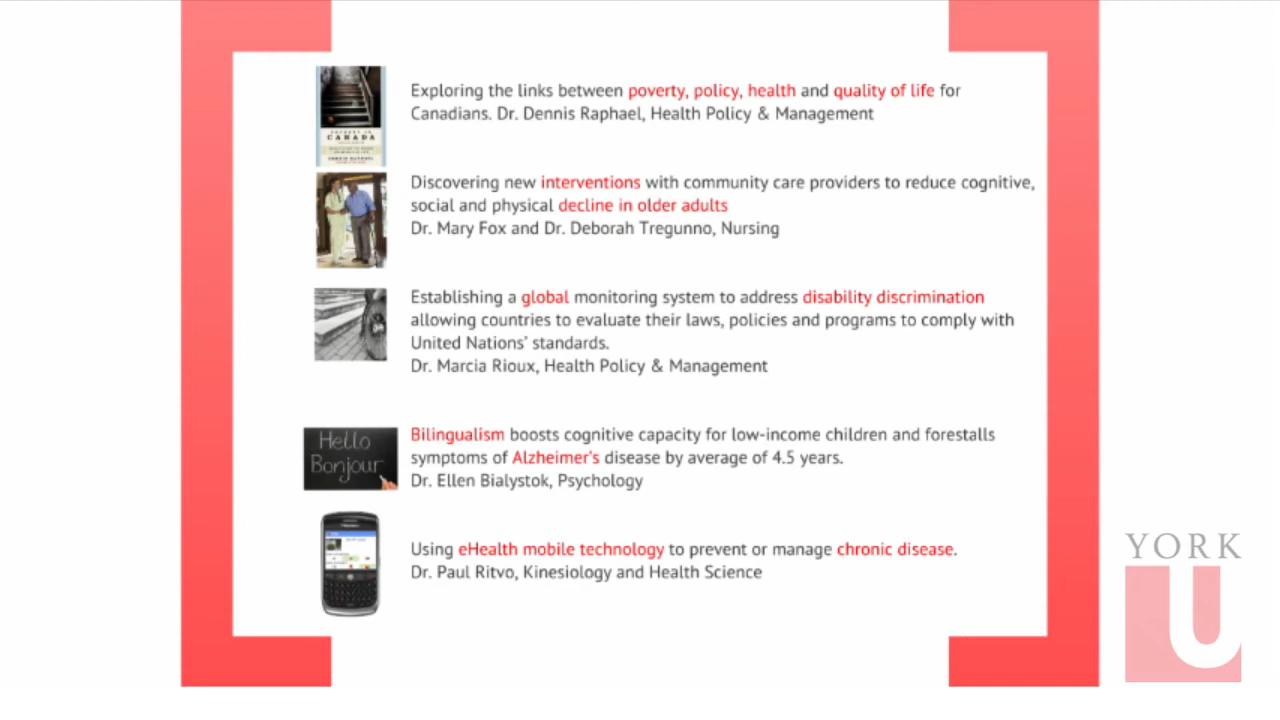 Exploring the links between poverty, policy, health and quality of life for
Canadians. Dr. Dennis Raphael, Health Policy & Management
CANADA
Discovering new interventions with community care providers to reduce cognitive,
social and physical decline in older adults
Dr. Mary Fox and Dr. Deborah Tregunno, Nursing
Establishing a global monitoring system to address disability discrimination
allowing countries to evaluate their laws, policies and programs to comply with
United Nations’ standards.
Dr. Marcia Rioux, Health Policy & Management
Hello
Bonjour
Bilingualism boosts cognitive capacity for low-income children and forestalls
symptoms of Alzheimer's disease by average of 4.5 years.
Dr. Ellen Bialystok, Psychology
Using eHealth mobile technology to prevent or manage chronic disease.
Dr. Paul Ritvo, Kinesiology and Health Science
YORK
U